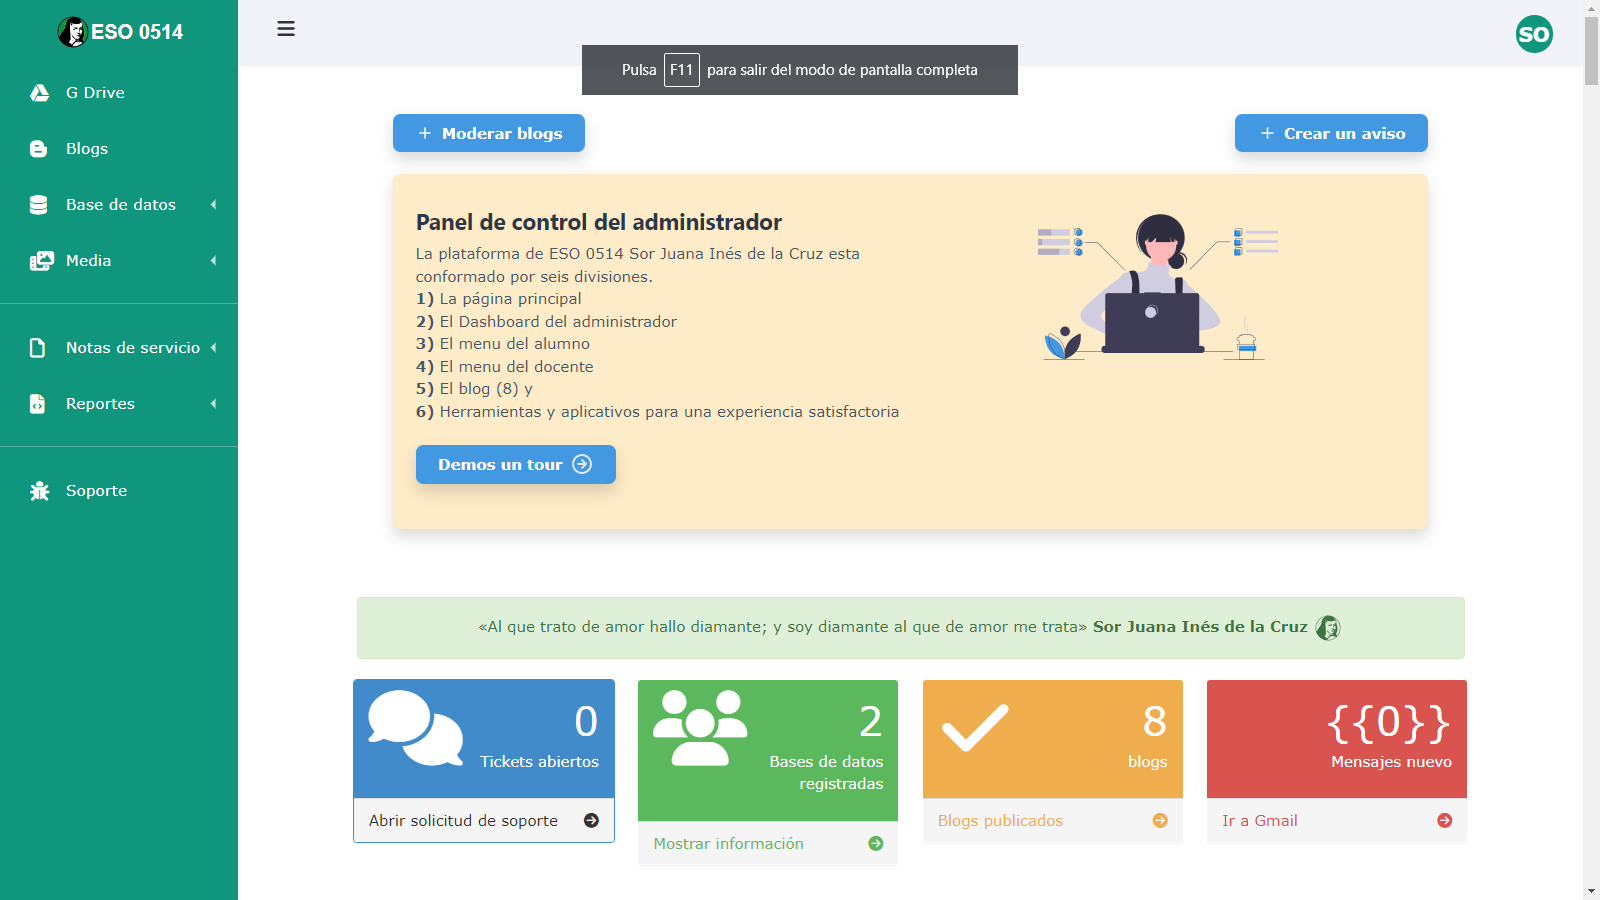 ESO 0514
SO
Pulsa F11 para salir del modo de pantalla completa
G Drive
Blogs
Base de datos
Media
Notas de servicio
Reportes
Soporte
+ Moderar blogs
+ Crear un aviso
Panel de control del administrador
La plataforma de ESO 0514 Sor Juana Inés de la Cruz esta
conformado por seis divisiones.
1) La página principal
2) El Dashboard del administrador
3) El menu del alumno
4) El menu del docente
5) El blog (8) y
6) Herramientas y aplicativos para una experiencia satisfactoria
Demos un tour
«Al que trato de amor hallo diamante; y soy diamante al que de amor me trata» Sor Juana Inés de la Cruz
0
Tickets abiertos
Abrir solicitud de soporte
2
Bases de datos
registradas
Mostrar información
8
blogs
Blogs publicados
{{0}}
Mensajes nuevo
Ir a Gmail